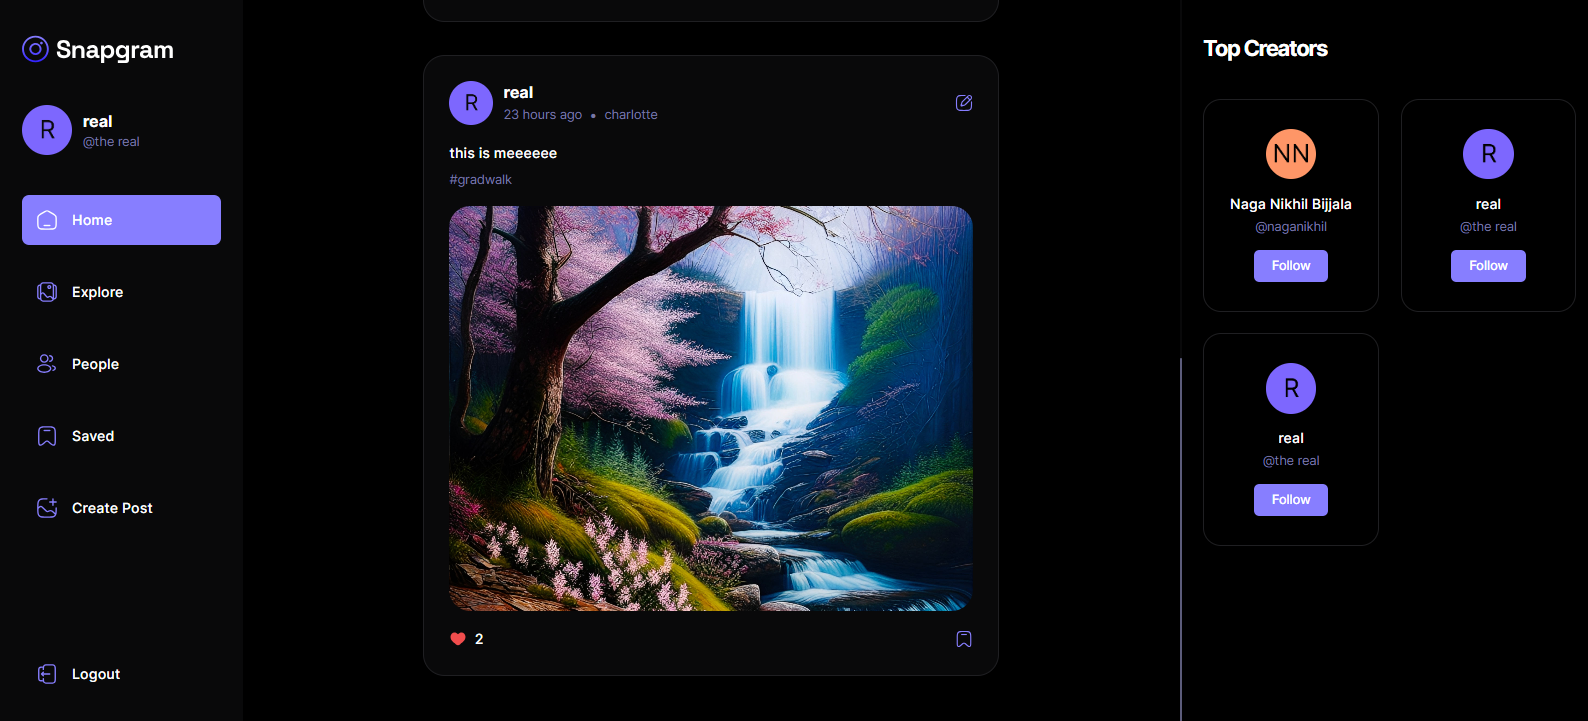 Snapgram
R
real
@the real
Home
Explore
People
Saved
Create Post
Logout
R
real
23 hours ago • charlotte
this is meeeeee
#gradwalk
2
Top Creators
NN
Naga Nikhil Bijjala
@naganikhil
Follow
R
real
@the real
Follow
R
real
@the real
Follow